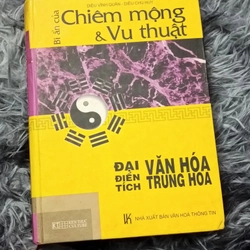 Bí ẩn của
Chiêm mộng
& Vu thuật
ĐẠI
ĐIỂN
TÍCH
VĂN HÓA
TRUNG HOA
NHÀ XUẤT BẢN VĂN HOÁ THÔNG TIN